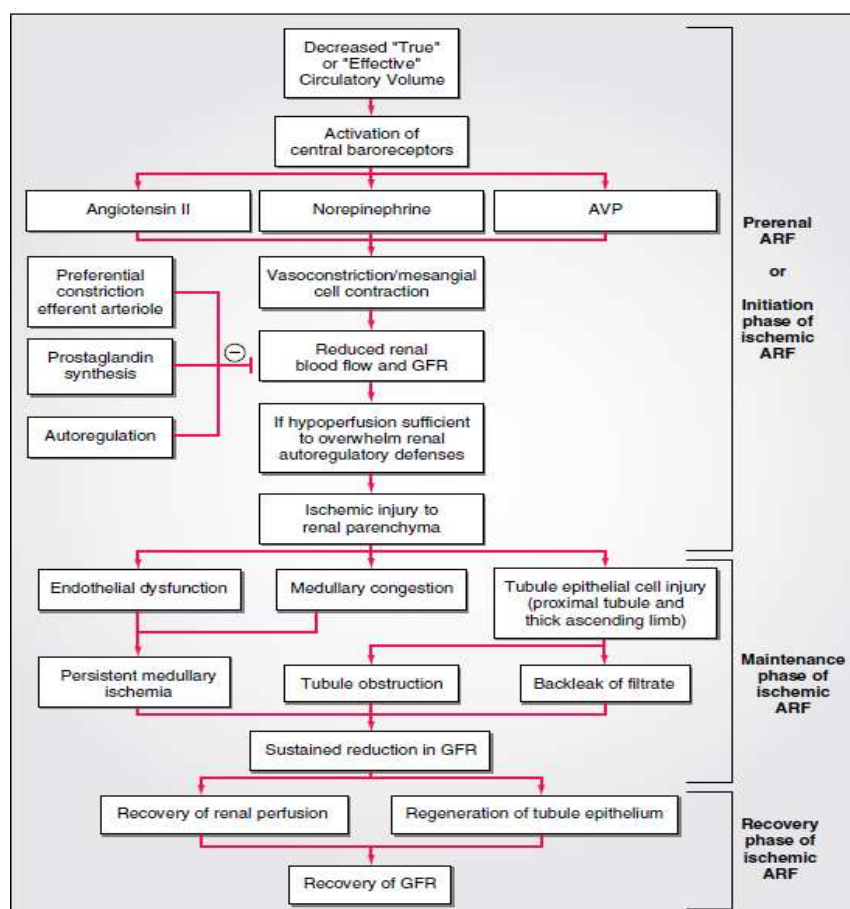 Decreased "True"
or "Effective"
Circulatory Volume
Activation of
central baroreceptors
Angiotensin II
Norepinephrine
AVP
Prerenal
ARF
or
Initiation
phase of
ischemic
ARF
Preferential
constriction
efferent arteriole
Vasoconstriction/mesangial
cell contraction
Prostaglandin
synthesis
−
Reduced renal
blood flow and GFR
Autoregulation
If hypoperfusion sufficient
to overwhelm renal
autoregulatory defenses
Ischemic injury to
renal parenchyma
Endothelial dysfunction
Medullary congestion
Tubule epithelial cell injury
(proximal tubule and
thick ascending limb)
Maintenance
phase of
ischemic
ARF
Persistent medullary
ischemia
Tubule obstruction
Backleak of filtrate
Sustained reduction in GFR
Recovery of renal perfusion
Regeneration of tubule epithelium
Recovery
phase of
ischemic
ARF
Recovery of GFR